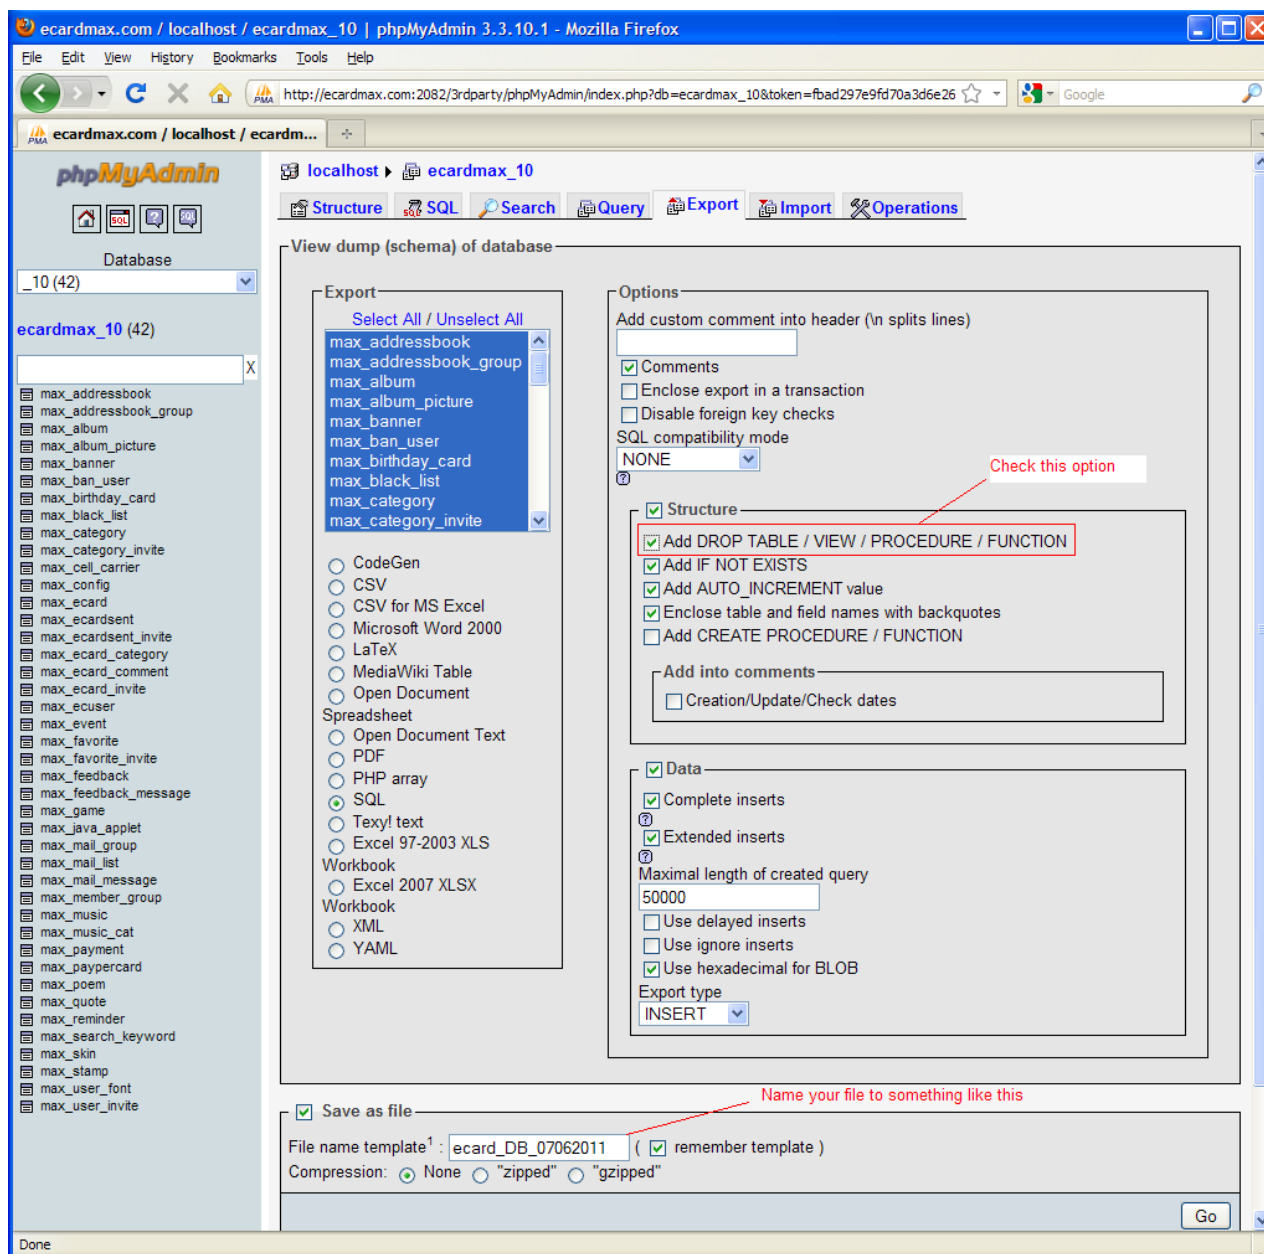 ecardmax.com / localhost / ecardmax_10 | phpMyAdmin 3.3.10.1 - Mozilla Firefox
File Edit View History Bookmarks Tools Help
PMA http://ecardmax.com:2082/3rdparty/phpMyAdmin/index.php?db=ecardmax_10&token=fbad297e9fd70a3d6e26 Google
PMA ecardmax.com / localhost / ecardm...
phpMyAdmin
SQL ? SQL
Database
_10 (42)
ecardmax_10 (42)
X
max_addressbook
max_addressbook_group
max_album
max_album_picture
max_banner
max_ban_user
max_birthday_card
max_black_list
max_category
max_category_invite
max_cell_carrier
max_config
max_ecard
max_ecardsent
max_ecardsent_invite
max_ecard_category
max_ecard_comment
max_ecard_invite
max_ecuser
max_event
max_favorite
max_favorite_invite
max_feedback
max_feedback_message
max_game
max_java_applet
max_mail_group
max_mail_list
max_mail_message
max_member_group
max_music
max_music_cat
max_payment
max_paypercard
max_poem
max_quote
max_reminder
max_search_keyword
max_skin
max_stamp
max_user_font
max_user_invite
localhost ecardmax_10
Structure SQL Search Query Export Import Operations
View dump (schema) of database
Export
Select All / Unselect All
max_addressbook
max_addressbook_group
max_album
max_album_picture
max_banner
max_ban_user
max_birthday_card
max_black_list
max_category
max_category_invite
CodeGen
CSV
CSV for MS Excel
Microsoft Word 2000
LaTeX
MediaWiki Table
Open Document
Spreadsheet
Open Document Text
PDF
PHP array
SQL
Texy! text
Excel 97-2003 XLS
Workbook
Excel 2007 XLSX
Workbook
XML
YAML
Options
Add custom comment into header (\n splits lines)
Comments
Enclose export in a transaction
Disable foreign key checks
SQL compatibility mode
NONE
?
Check this option
Structure
Add DROP TABLE / VIEW / PROCEDURE / FUNCTION
Add IF NOT EXISTS
Add AUTO_INCREMENT value
Enclose table and field names with backquotes
Add CREATE PROCEDURE / FUNCTION
Add into comments
Creation/Update/Check dates
Data
Complete inserts
?
Extended inserts
?
Maximal length of created query
50000
Use delayed inserts
Use ignore inserts
Use hexadecimal for BLOB
Export type
INSERT
Name your file to something like this
Save as file
File name template1 : ecard_DB_07062011 ( remember template )
Compression: None "zipped" "gzipped"
Go
Done